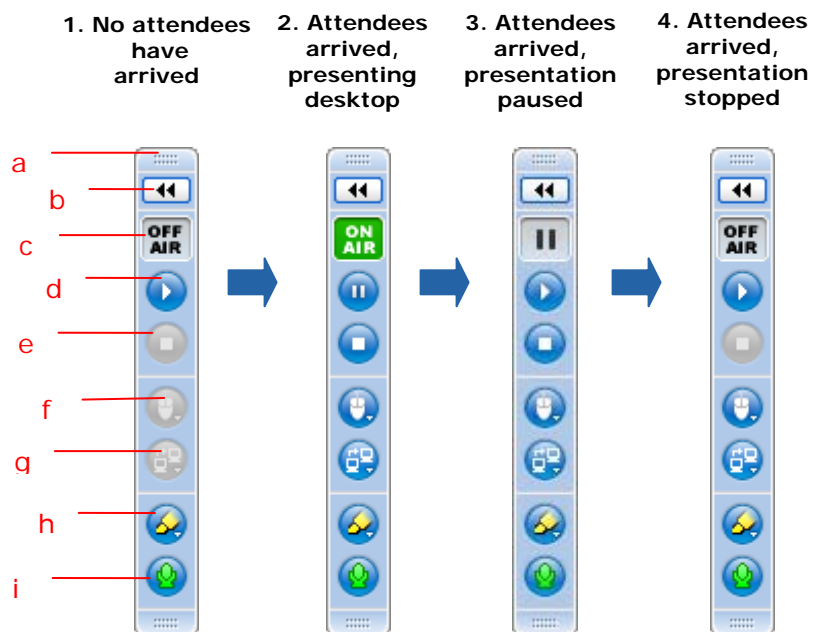 1. No attendees
have
arrived
2. Attendees
arrived,
presenting
desktop
3. Attendees
arrived,
presentation
paused
4. Attendees
arrived,
presentation
stopped
a
b
c
d
e
f
g
h
i
OFF
AIR
ON
AIR
OFF
AIR